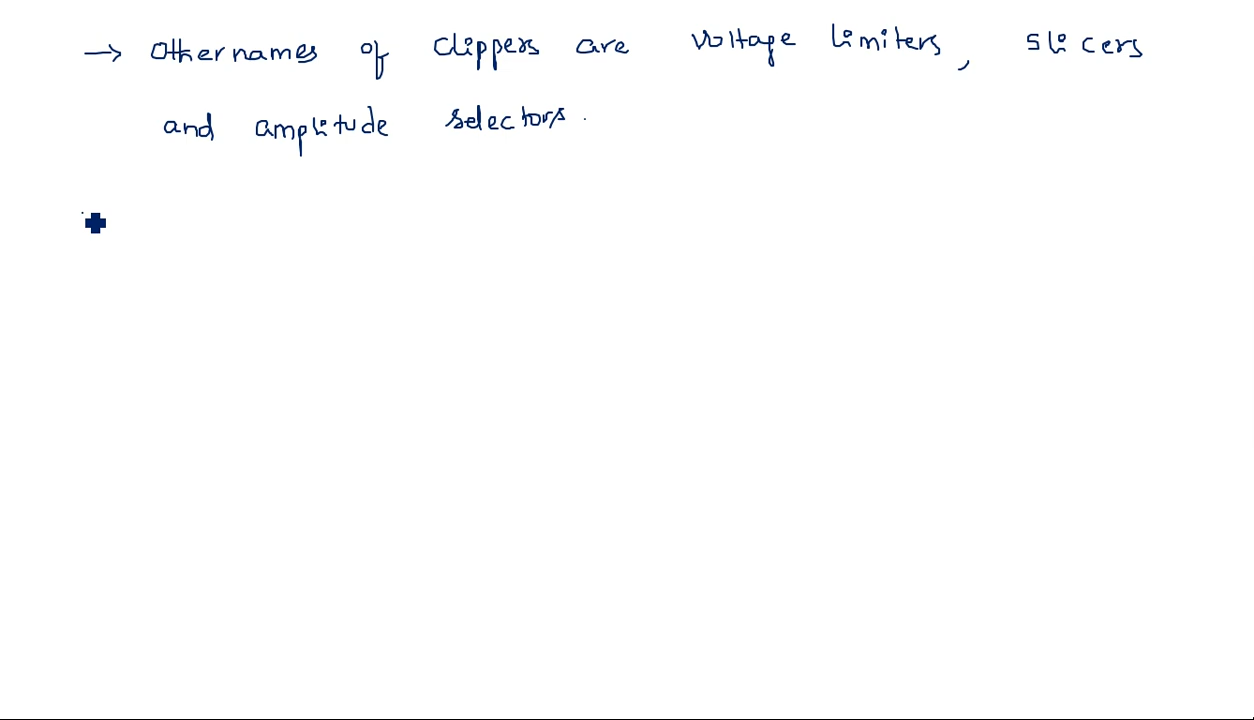 → Othernames of clippers are voltage limiters, slicers
and amplitude selectors.